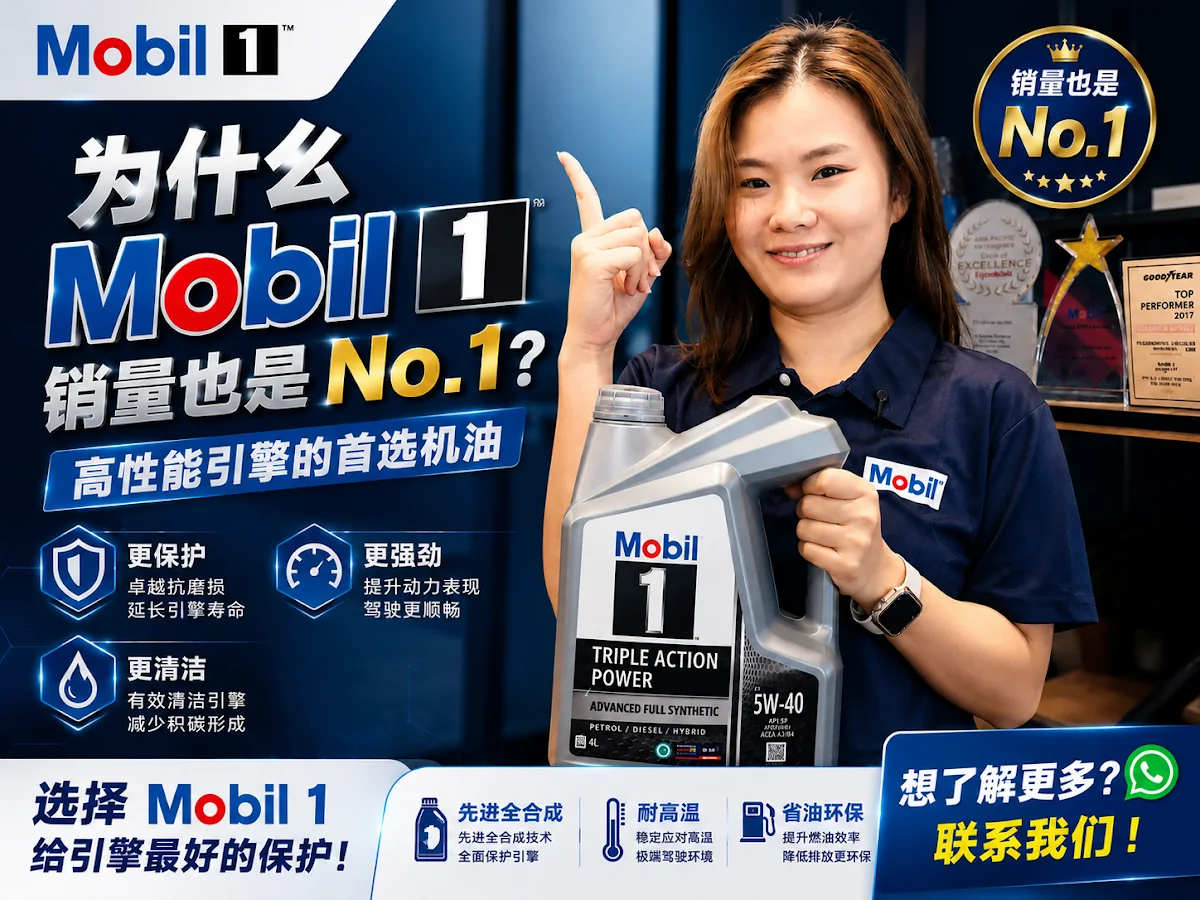 Mobil 1™
销量也是
No.1
为什么
Mobil 1
销量也是 No.1?
高性能引擎的首选机油
更保护
卓越抗磨损
延长引擎寿命
更强劲
提升动力表现
驾驶更顺畅
更清洁
有效清洁引擎
减少积碳形成
ASIA PACIFIC
EXCELLENCE
GOODYEAR
TOP
PERFORMER
2017
Mobil
Mobil
1
TRIPLE ACTION
POWER
ADVANCED FULL SYNTHETIC
PETROL / DIESEL / HYBRID
4L
5W-40
API SP
选择 Mobil 1
给引擎最好的保护!
先进全合成
先进全合成技术
全面保护引擎
耐高温
稳定应对高温
极端驾驶环境
省油环保
提升燃油效率
降低排放更环保
想了解更多?
联系我们!